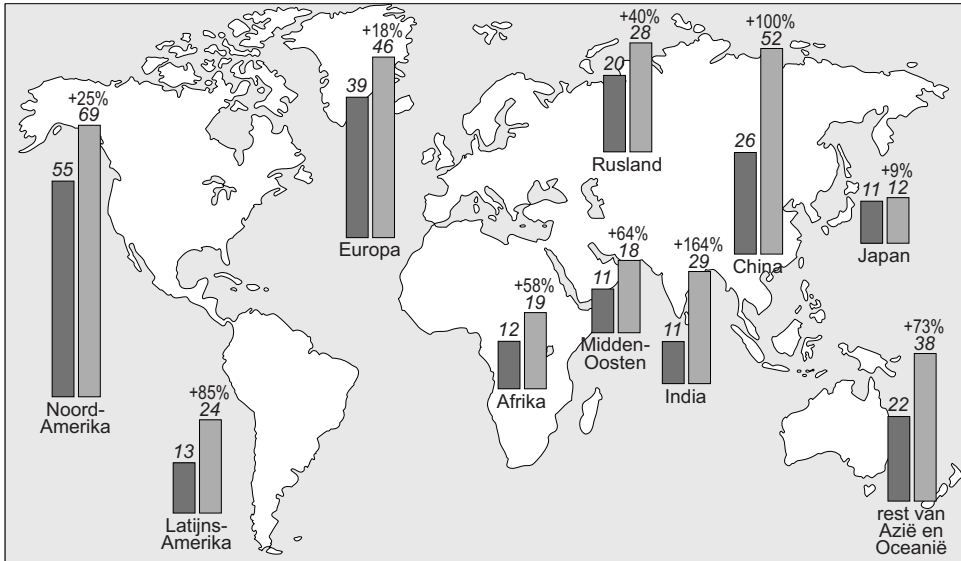 +25%
69
55
Noord-
Amerika
+85%
24
13
Latijns-
Amerika
+18%
46
39
Europa
+40%
28
20
Rusland
+100%
52
26
China
+9%
11 12
Japan
+58%
19
12
Afrika
+64%
18
11
Midden-
Oosten
+164%
29
11
India
+73%
38
22
rest van
Azië en
Oceanië